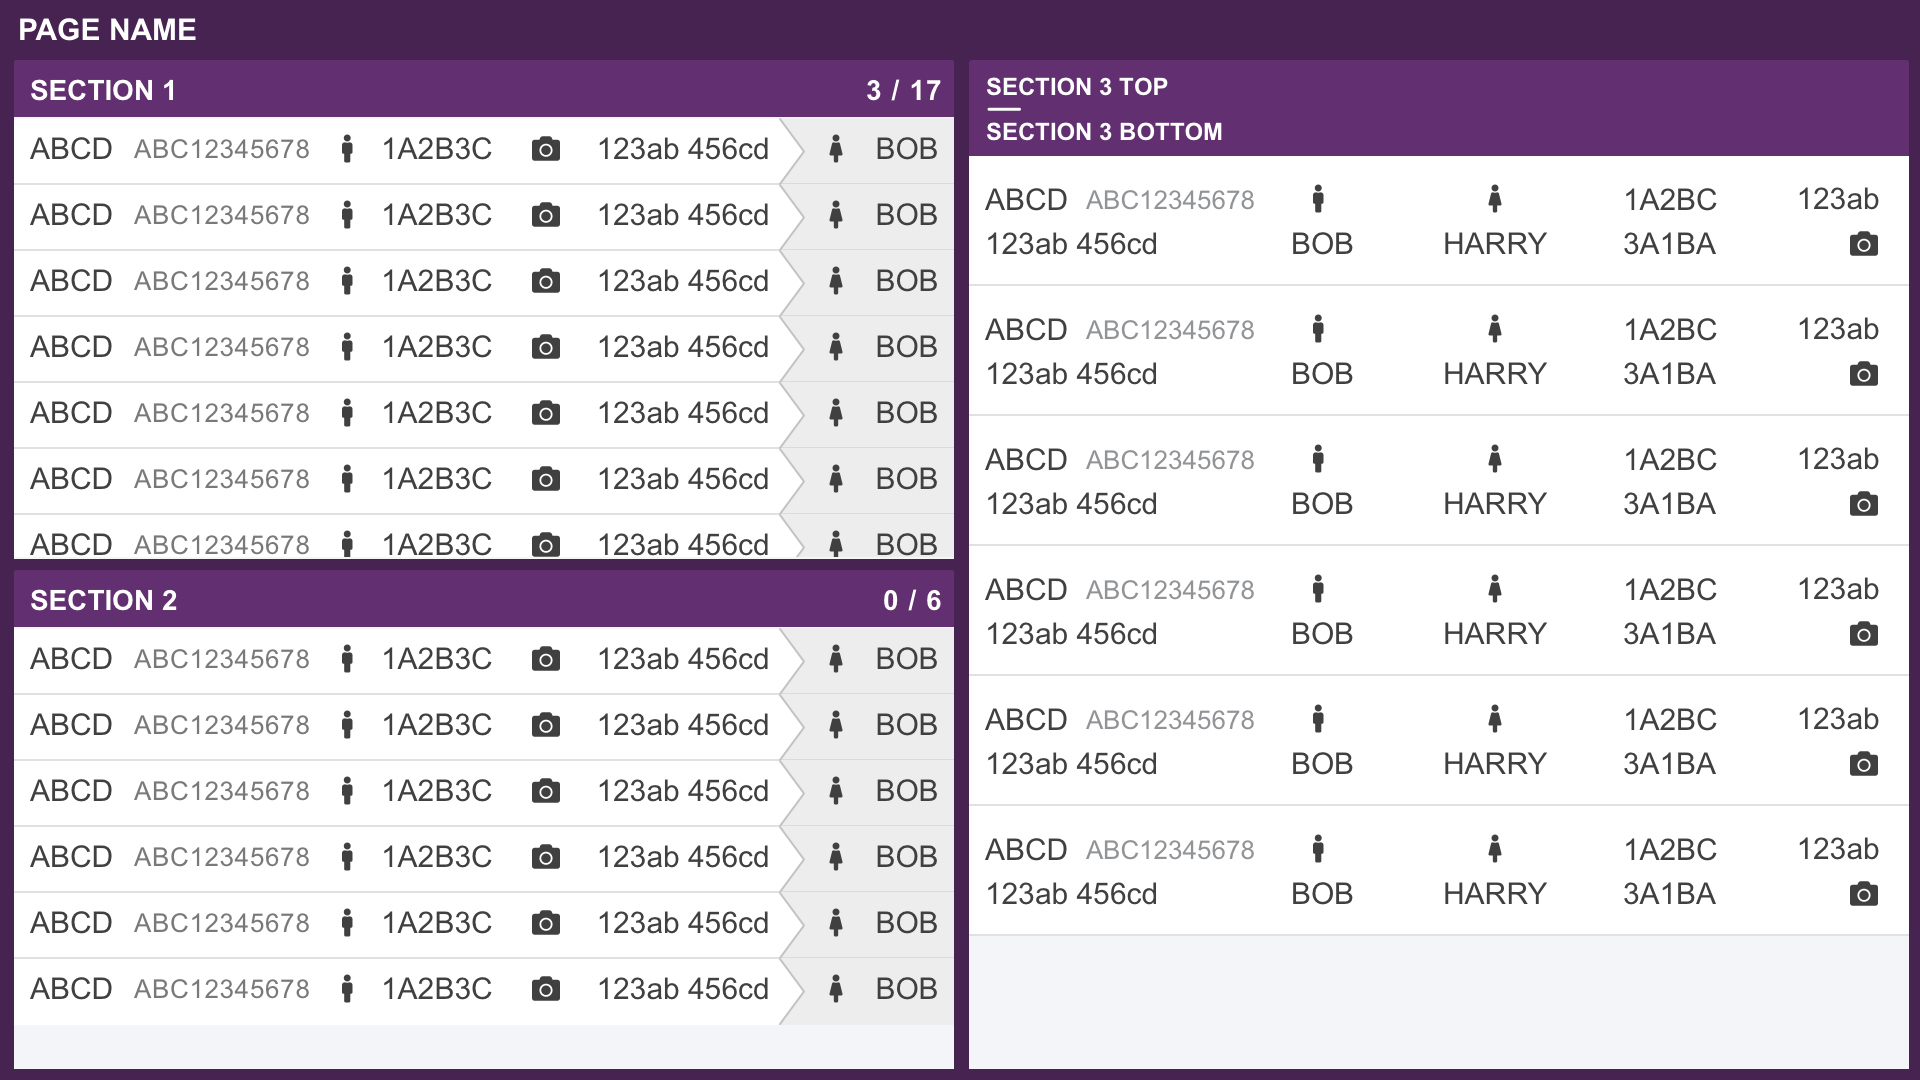 PAGE NAME
SECTION 1 3 / 17
ABCD ABC12345678 1A2B3C 123ab 456cd BOB
ABCD ABC12345678 1A2B3C 123ab 456cd BOB
ABCD ABC12345678 1A2B3C 123ab 456cd BOB
ABCD ABC12345678 1A2B3C 123ab 456cd BOB
ABCD ABC12345678 1A2B3C 123ab 456cd BOB
ABCD ABC12345678 1A2B3C 123ab 456cd BOB
ABCD ABC12345678 1A2B3C 123ab 456cd BOB
SECTION 2 0 / 6
ABCD ABC12345678 1A2B3C 123ab 456cd BOB
ABCD ABC12345678 1A2B3C 123ab 456cd BOB
ABCD ABC12345678 1A2B3C 123ab 456cd BOB
ABCD ABC12345678 1A2B3C 123ab 456cd BOB
ABCD ABC12345678 1A2B3C 123ab 456cd BOB
ABCD ABC12345678 1A2B3C 123ab 456cd BOB
SECTION 3 TOP
SECTION 3 BOTTOM
ABCD ABC12345678 1A2BC 123ab
123ab 456cd BOB HARRY 3A1BA
ABCD ABC12345678 1A2BC 123ab
123ab 456cd BOB HARRY 3A1BA
ABCD ABC12345678 1A2BC 123ab
123ab 456cd BOB HARRY 3A1BA
ABCD ABC12345678 1A2BC 123ab
123ab 456cd BOB HARRY 3A1BA
ABCD ABC12345678 1A2BC 123ab
123ab 456cd BOB HARRY 3A1BA
ABCD ABC12345678 1A2BC 123ab
123ab 456cd BOB HARRY 3A1BA